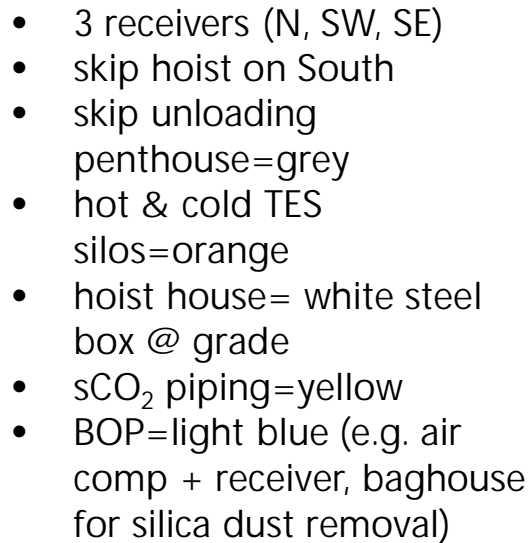 • 3 receivers (N, SW, SE)
• skip hoist on South
• skip unloading
penthouse=grey
• hot & cold TES
silos=orange
• hoist house= white steel
box @ grade
• sCO₂ piping=yellow
• BOP=light blue (e.g. air
comp + receiver, baghouse
for silica dust removal)